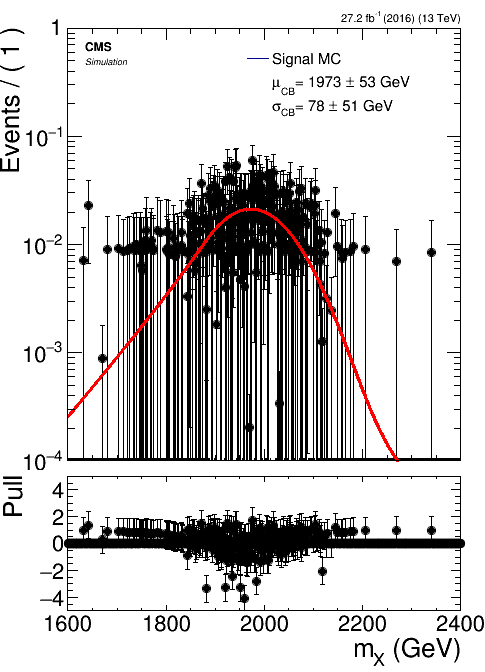 27.2 fb⁻¹ (2016) (13 TeV)
CMS
Simulation
Signal MC
μ_CB = 1973 ± 53 GeV
σ_CB = 78 ± 51 GeV
Events / ( 1 )
1
10⁻¹
10⁻²
10⁻³
10⁻⁴
Pull
4
2
0
−2
−4
1600 1800 2000 2200 2400
m_X (GeV)